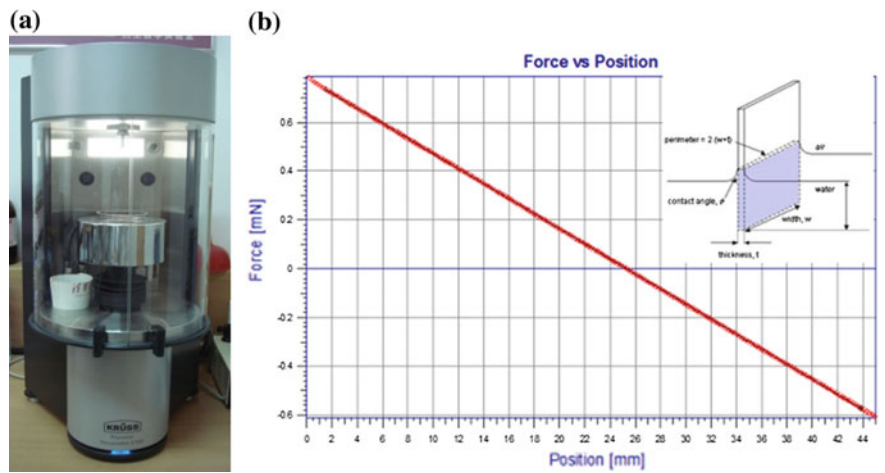 (a)
(b)
KRÜSS
Force vs Position
Force [mN]
0.6
0.4
0.2
0
-0.2
-0.4
-0.6
0 2 4 6 8 10 12 14 16 18 20 22 24 26 28 30 32 34 36 38 40 42 44
Position [mm]
perimeter = 2 (w+t)
air
water
contact angle, θ
width, w
thickness, t